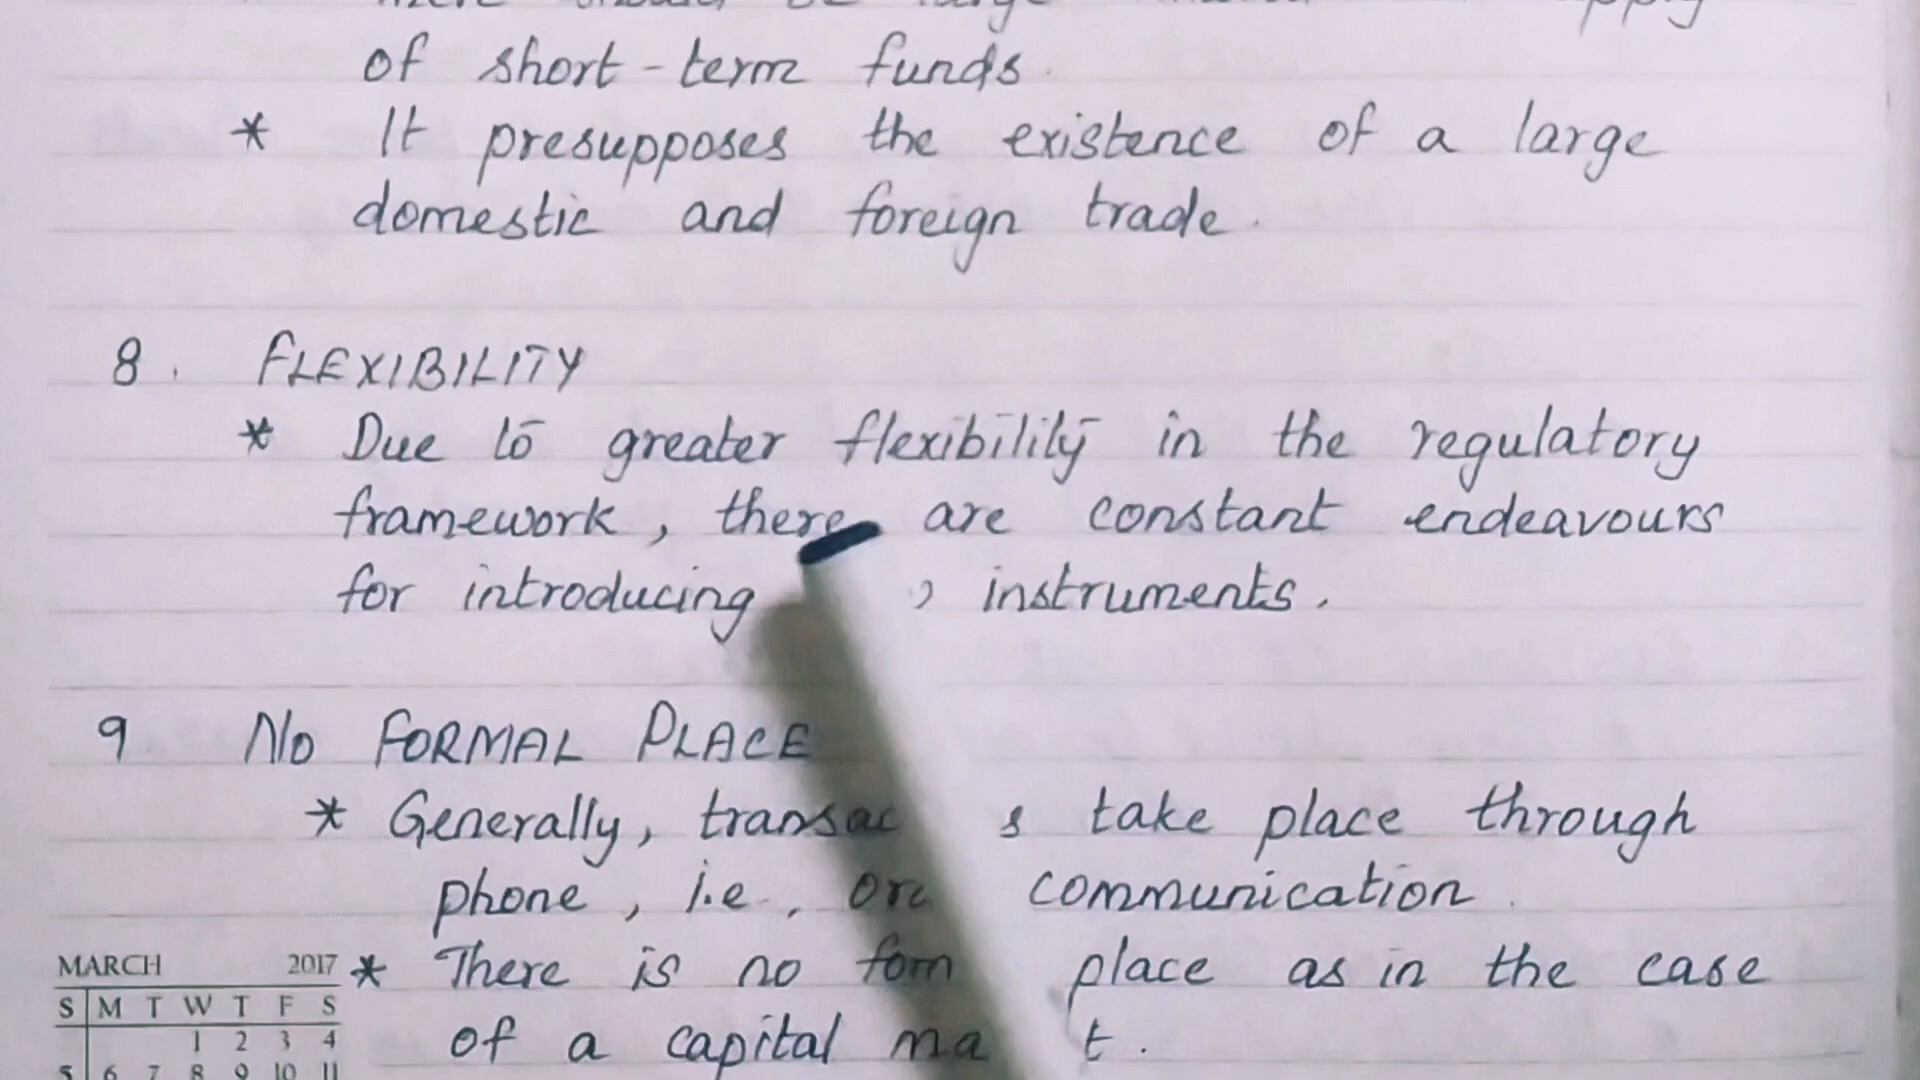 of short-term funds.
* It presupposes the existence of a large
domestic and foreign trade.
8. FLEXIBILITY
* Due to greater flexibility in the regulatory
framework, there are constant endeavours
for introducing instruments.
9. NO FORMAL PLACE
* Generally, take place through
phone, i.e., communication.
* There is no place as in the case
of a capital
MARCH 2017
S M T W T F S
1 2 3 4
5 6 7 8 9 10 11